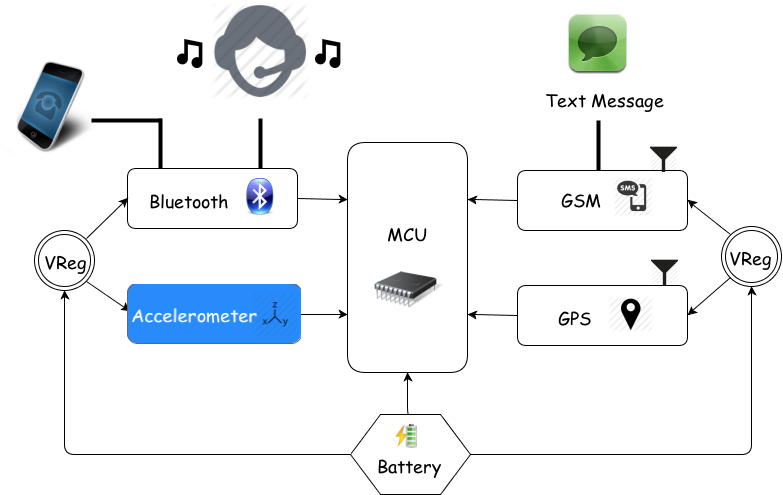 Text Message
Bluetooth
SMS
GSM
MCU
VReg
VReg
Accelerometer
z
x y
GPS
Battery